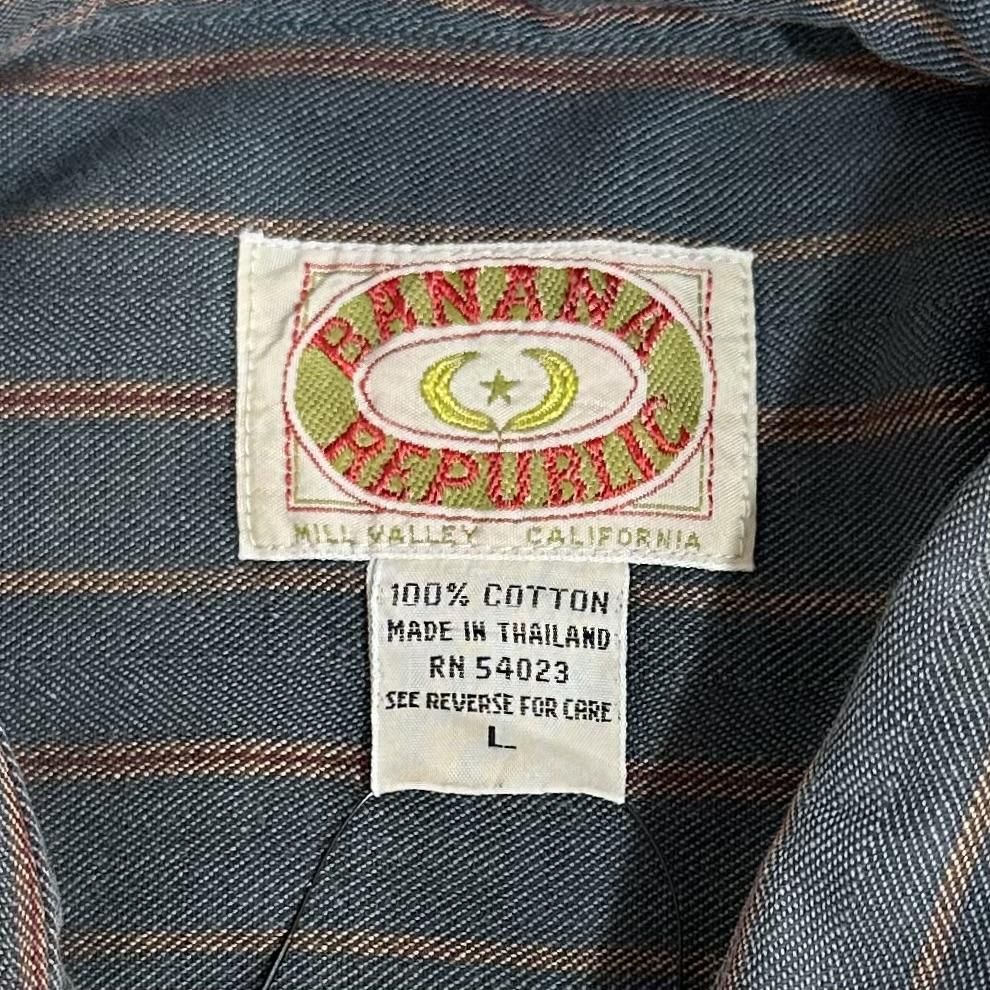 BANANA
REPUBLIC
MILL VALLEY CALIFORNIA
100% COTTON
MADE IN THAILAND
RN 54023
SEE REVERSE FOR CARE
L